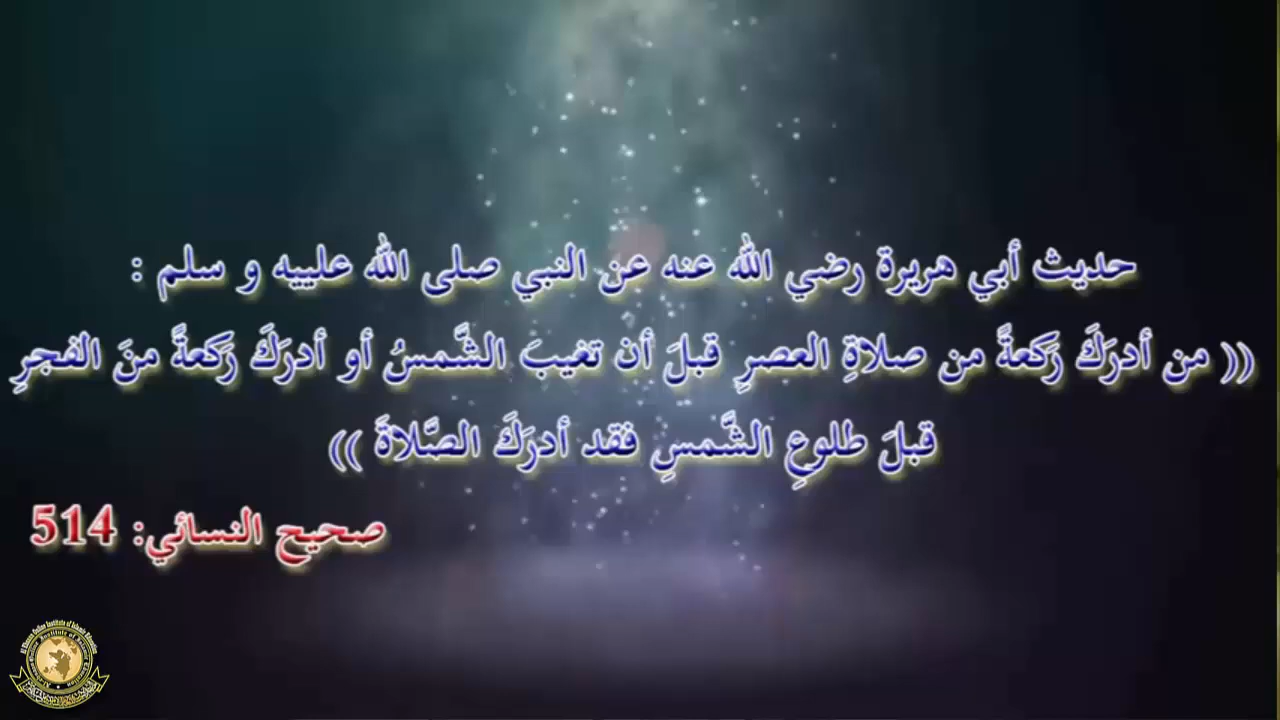 حديث أبي هريرة رضي الله عنه عن النبي صلى الله علييه و سلم :
(( من أدرَكَ رَكعةً من صلاةِ العصرِ قبلَ أن تغيبَ الشَّمسُ أو أدرَكَ رَكعةً منَ الفجرِ
قبلَ طلوعِ الشَّمسِ فقد أدرَكَ الصَّلاةَ ))
صحيح النسائي: 514